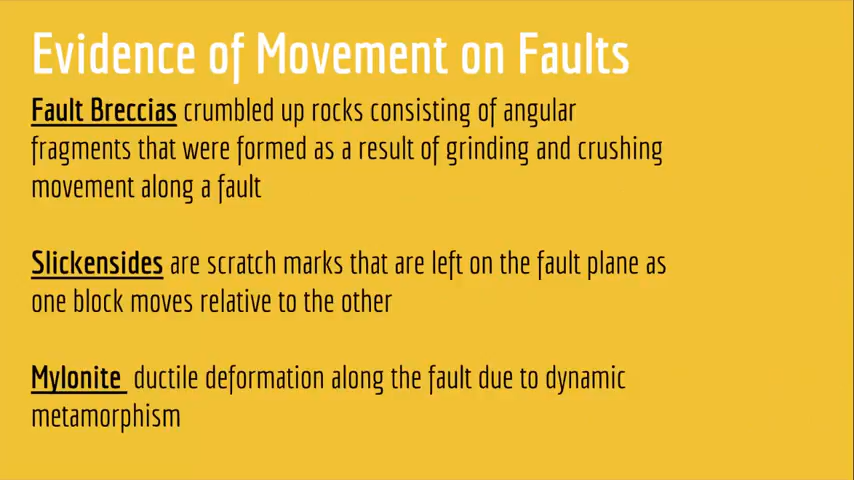 Evidence of Movement on Faults
Fault Breccias crumbled up rocks consisting of angular
fragments that were formed as a result of grinding and crushing
movement along a fault
Slickensides are scratch marks that are left on the fault plane as
one block moves relative to the other
Mylonite ductile deformation along the fault due to dynamic
metamorphism